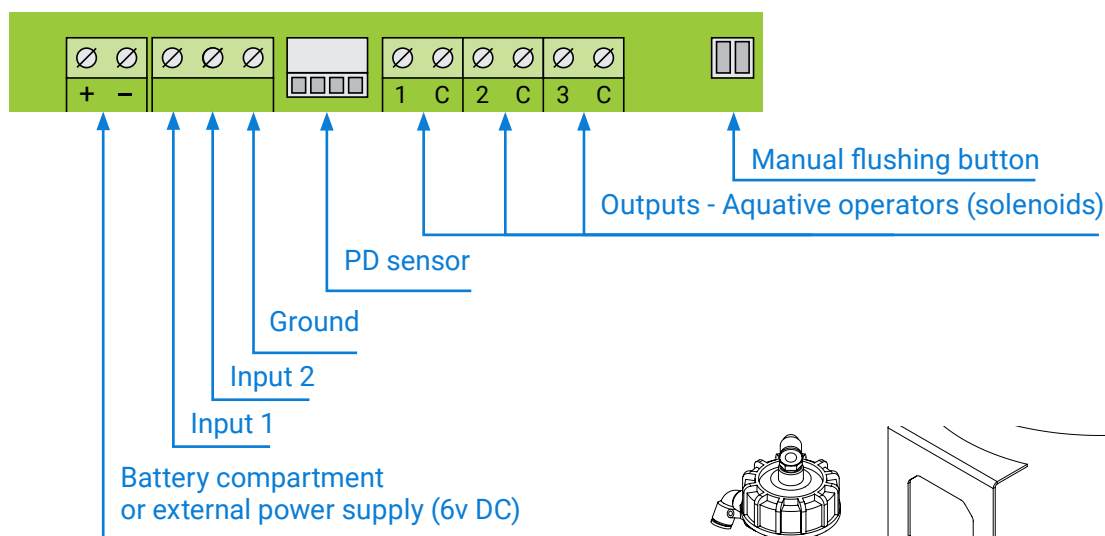 + – 1 C 2 C 3 C
Manual flushing button
Outputs - Aquative operators (solenoids)
PD sensor
Ground
Input 2
Input 1
Battery compartment
or external power supply (6v DC)